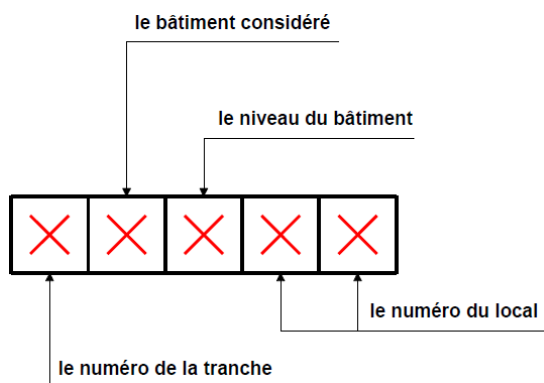 le bâtiment considéré
le niveau du bâtiment
le numéro du local
le numéro de la tranche